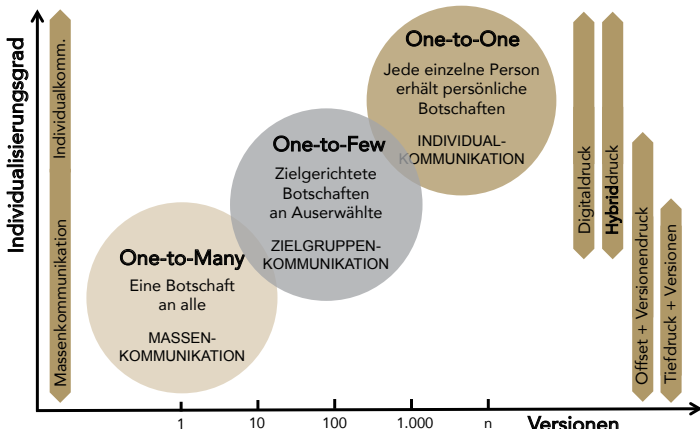 Individualisierungsgrad
Individualkomm.
Massenkommunikation
One-to-One
Jede einzelne Person
erhält persönliche
Botschaften
INDIVIDUAL-
KOMMUNIKATION
One-to-Few
Zielgerichtete
Botschaften
an Auserwählte
ZIELGRUPPEN-
KOMMUNIKATION
One-to-Many
Eine Botschaft
an alle
MASSEN-
KOMMUNIKATION
Digitaldruck
Hybriddruck
Offset + Versionendruck
Tiefdruck + Versionen
1 10 100 1.000 n Versionen